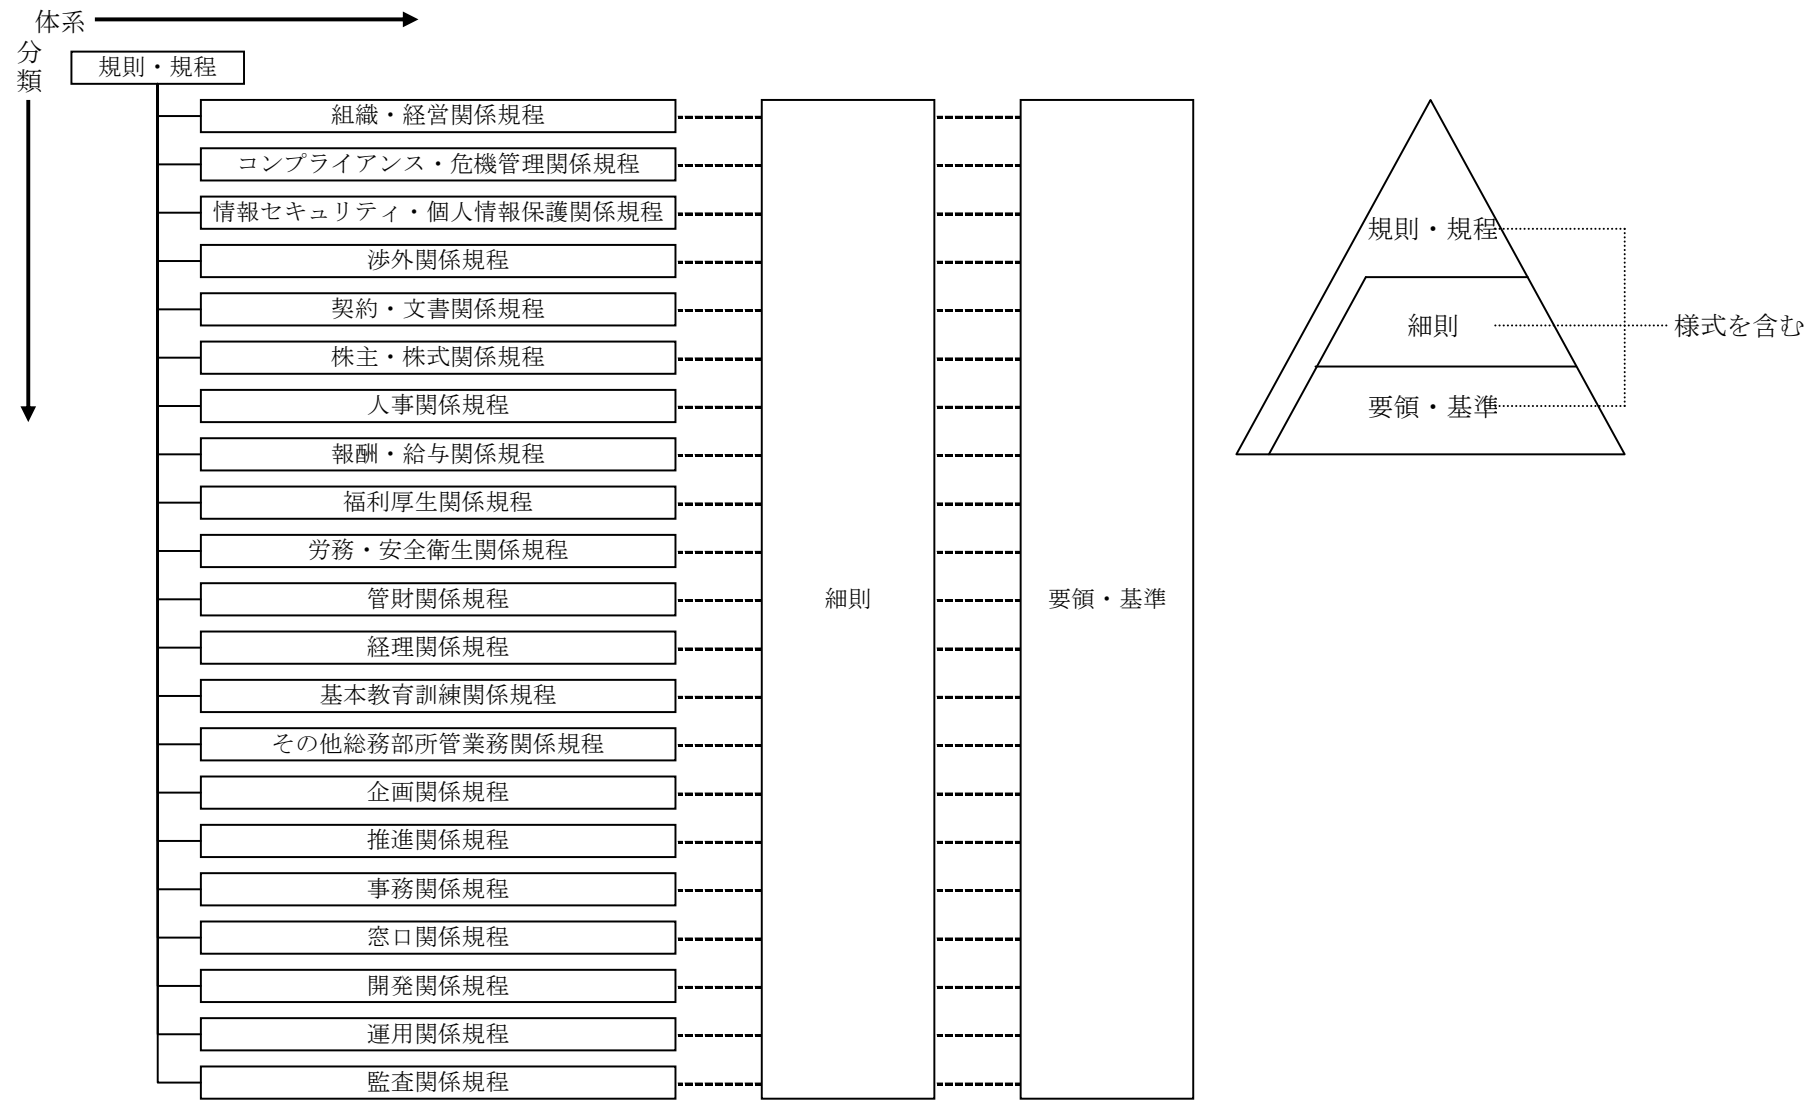 体系
分類
規則・規程
組織・経営関係規程
コンプライアンス・危機管理関係規程
情報セキュリティ・個人情報保護関係規程
渉外関係規程
契約・文書関係規程
株主・株式関係規程
人事関係規程
報酬・給与関係規程
福利厚生関係規程
労務・安全衛生関係規程
管財関係規程
経理関係規程
基本教育訓練関係規程
その他総務部所管業務関係規程
企画関係規程
推進関係規程
事務関係規程
窓口関係規程
開発関係規程
運用関係規程
監査関係規程
細則
要領・基準
規則・規程
細則
要領・基準
様式を含む